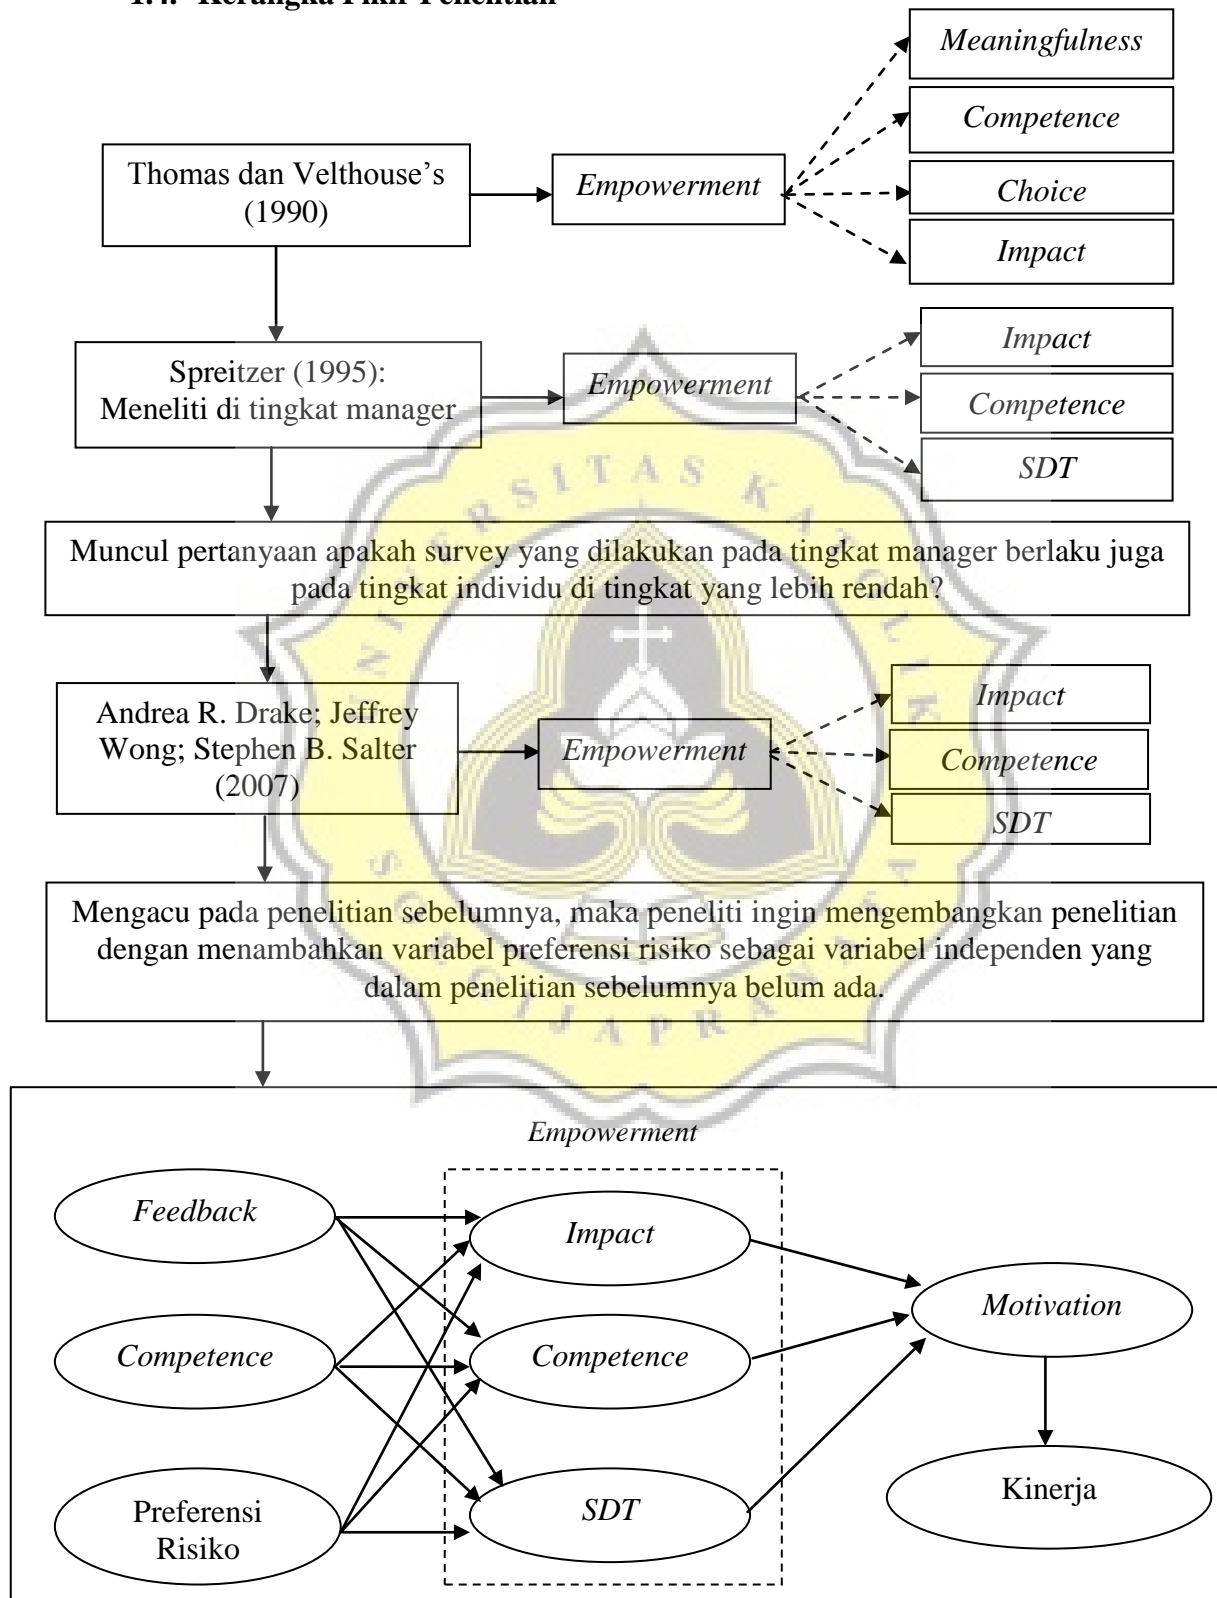 1.4. Kerangka Pikir Penelitian
Meaningfulness
Competence
Thomas dan Velthouse’s
(1990)
Empowerment
Choice
Impact
Spreitzer (1995):
Meneliti di tingkat manager
Empowerment
Impact
Competence
SDT
UNIVERSITAS KATOLIK
Muncul pertanyaan apakah survey yang dilakukan pada tingkat manager berlaku juga
pada tingkat individu di tingkat yang lebih rendah?
Andrea R. Drake; Jeffrey
Wong; Stephen B. Salter
(2007)
Empowerment
Impact
Competence
SDT
SOEGIJAPRANATA
Mengacu pada penelitian sebelumnya, maka peneliti ingin mengembangkan penelitian
dengan menambahkan variabel preferensi risiko sebagai variabel independen yang
dalam penelitian sebelumnya belum ada.
Empowerment
Feedback
Impact
Motivation
Competence
Competence
Preferensi
Risiko
SDT
Kinerja